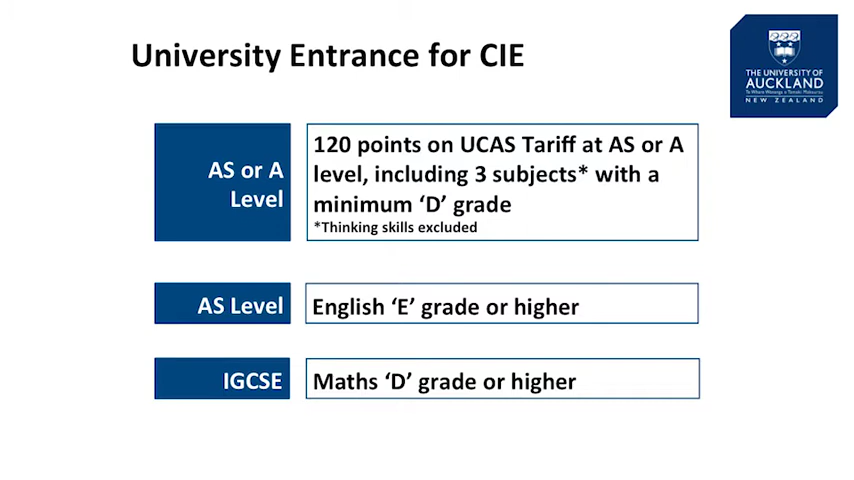 University Entrance for CIE
THE UNIVERSITY OF
AUCKLAND
NEW ZEALAND
AS or A
Level
120 points on UCAS Tariff at AS or A
level, including 3 subjects* with a
minimum ‘D’ grade
*Thinking skills excluded
AS Level
English ‘E’ grade or higher
IGCSE
Maths ‘D’ grade or higher